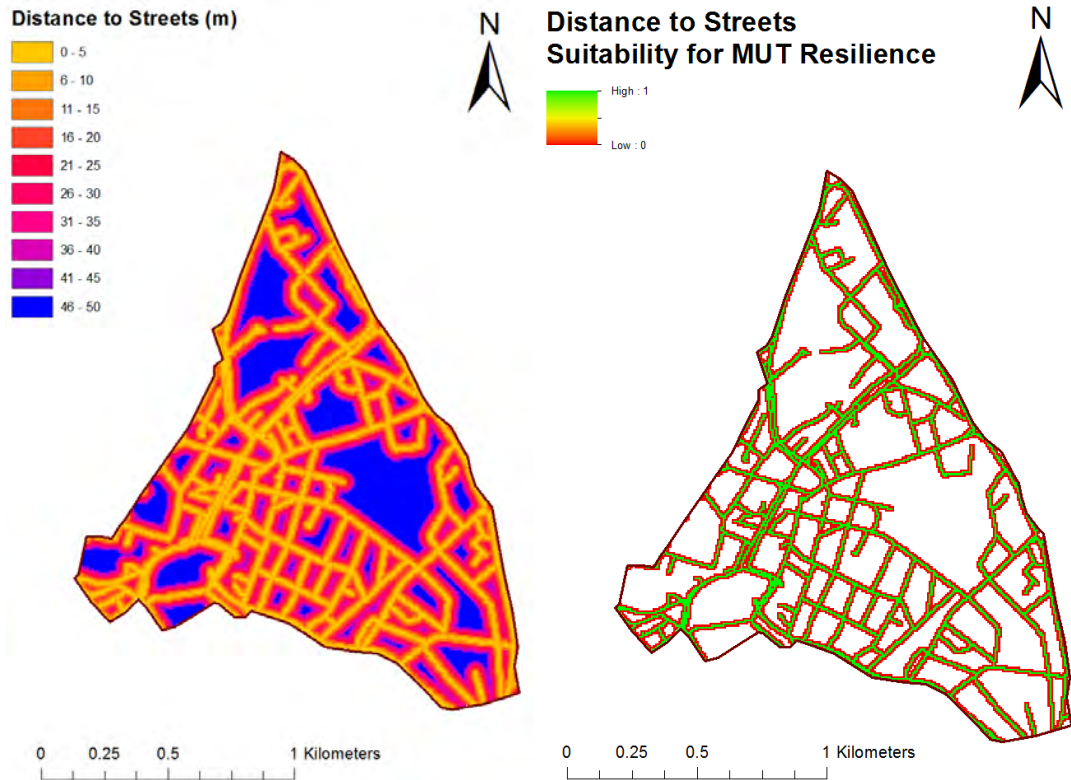 Distance to Streets (m)
N
0 - 5
6 - 10
11 - 15
16 - 20
21 - 25
26 - 30
31 - 35
36 - 40
41 - 45
46 - 50
0 0.25 0.5 1 Kilometers
Distance to Streets
Suitability for MUT Resilience
N
High : 1
Low : 0
0 0.25 0.5 1 Kilometers